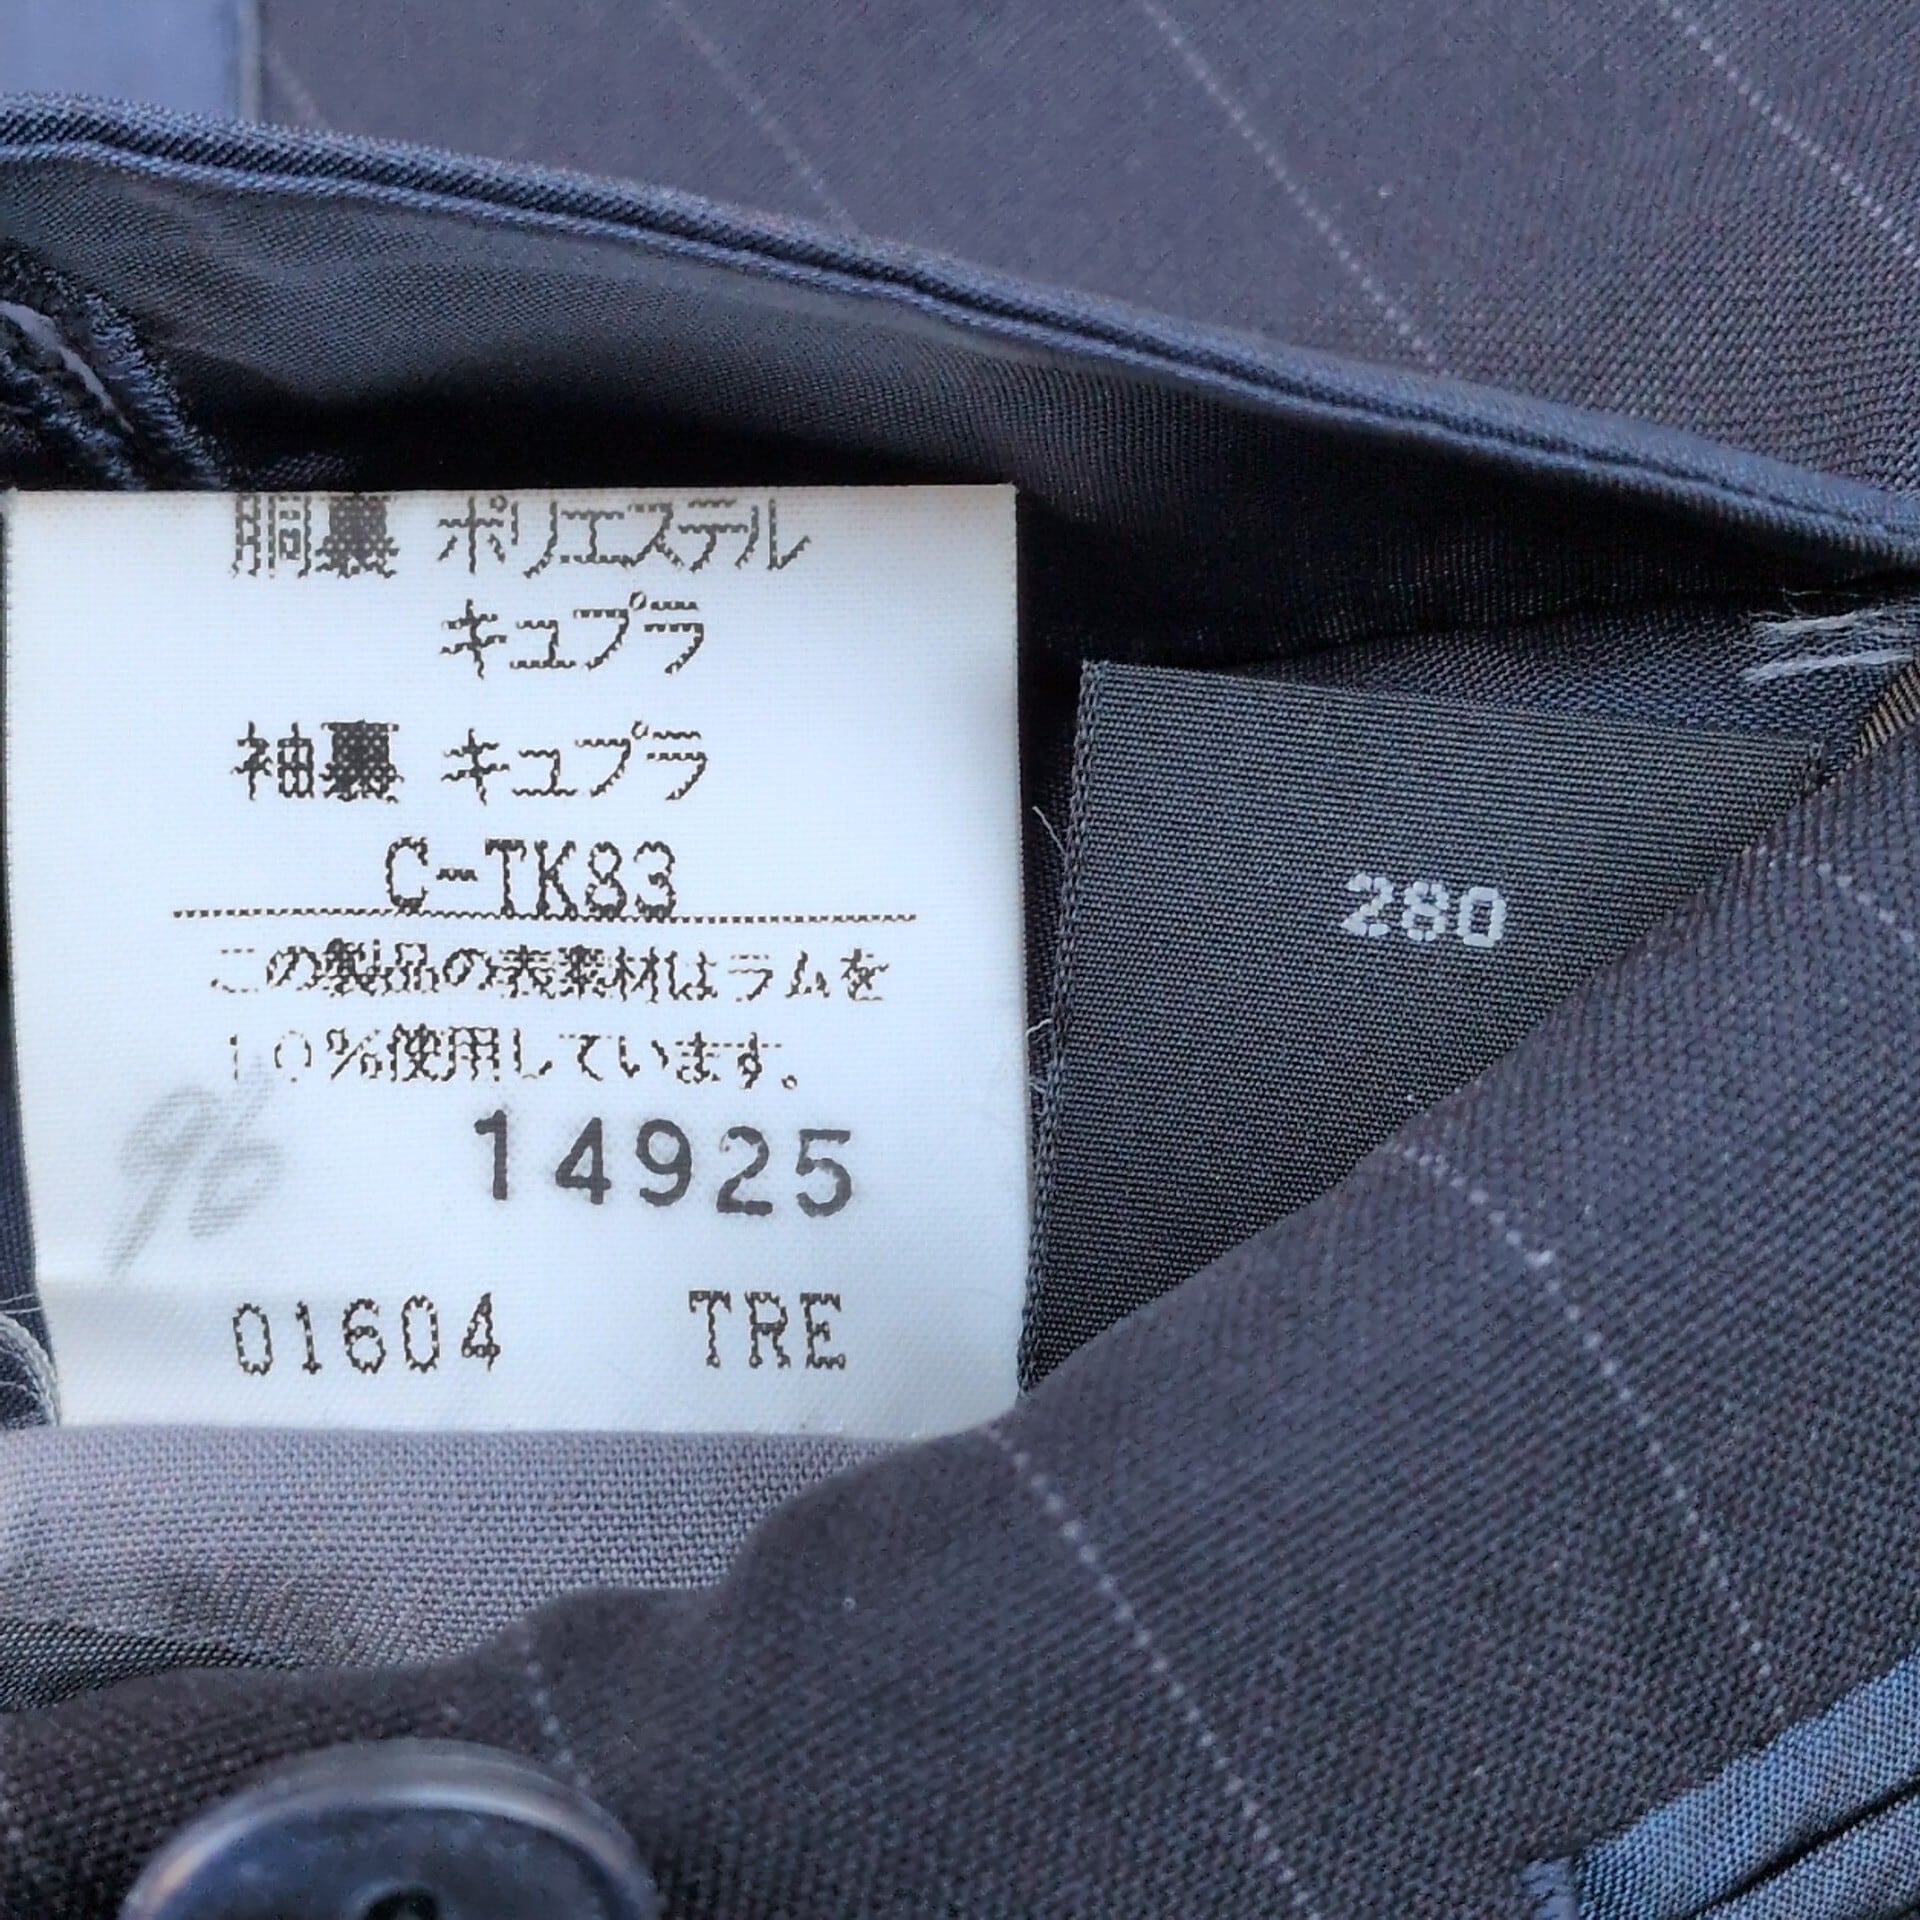 胴裏 ポリエステル
キュプラ
袖裏 キュプラ
C-TK83
この製品の表素材はラムを
10%使用しています。
14925
01604 TRE
280